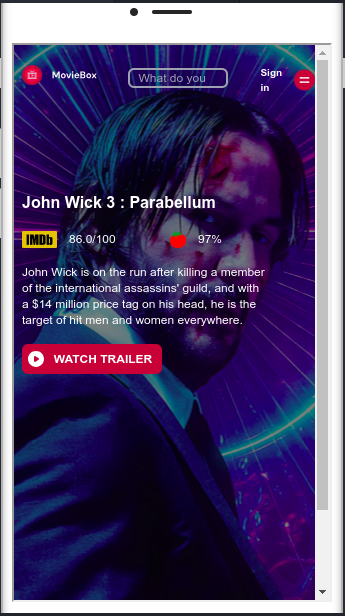 MovieBox
What do you
Sign
in
John Wick 3 : Parabellum
IMDb 86.0/100 97%
John Wick is on the run after killing a member
of the international assassins' guild, and with
a $14 million price tag on his head, he is the
target of hit men and women everywhere.
WATCH TRAILER